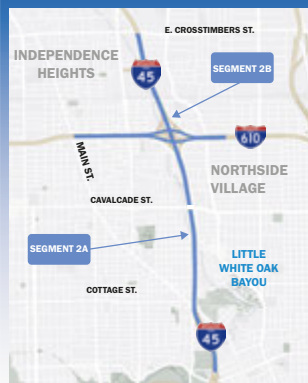 E. CROSSTIMBERS ST.
INDEPENDENCE
HEIGHTS
45
SEGMENT 2B
610
MAIN ST.
NORTHSIDE
VILLAGE
CAVALCADE ST.
SEGMENT 2A
LITTLE
WHITE OAK
BAYOU
COTTAGE ST.
45